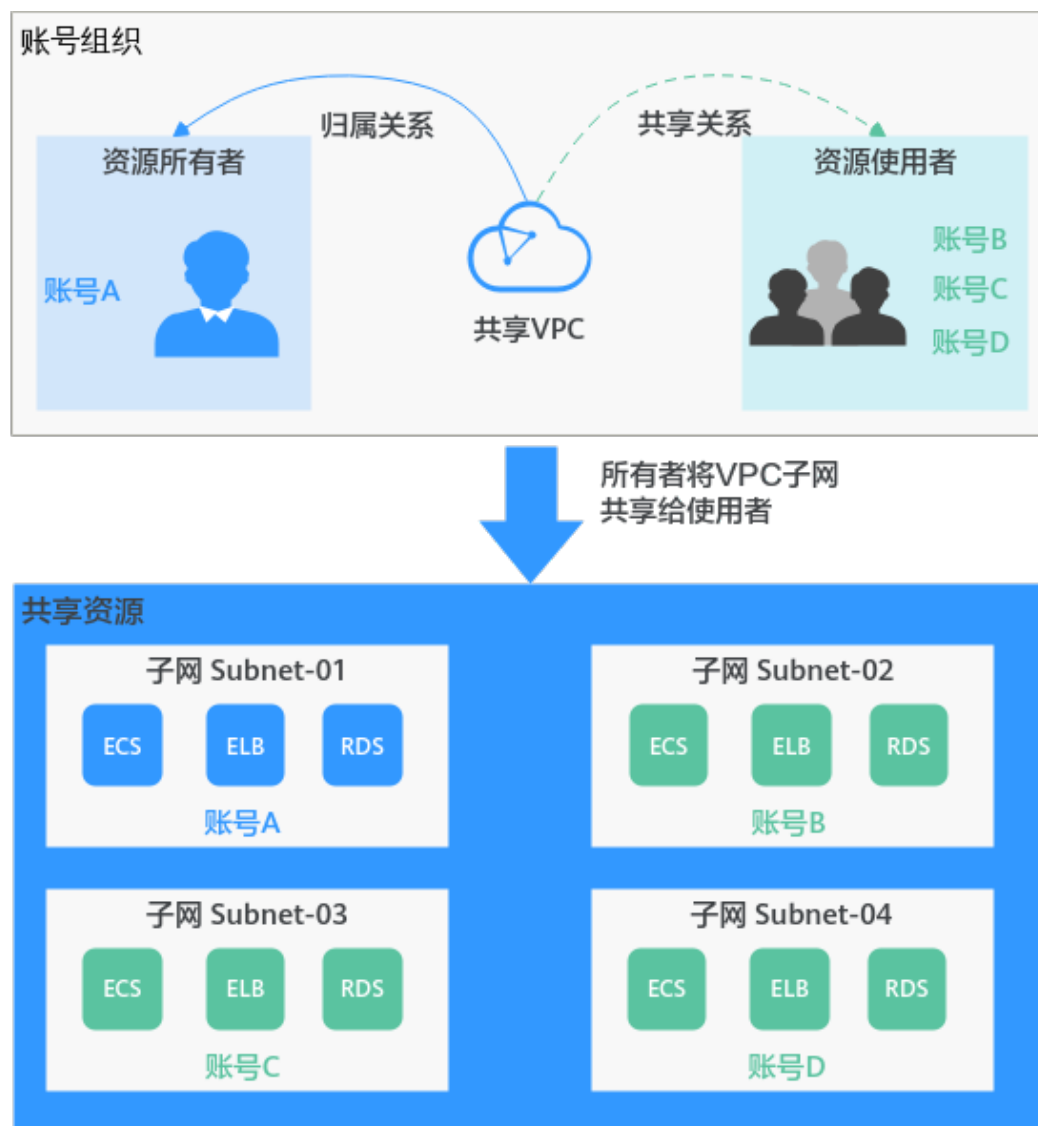 账号组织
归属关系
共享关系
资源所有者
资源使用者
账号A
账号B
账号C
账号D
共享VPC
所有者将VPC子网
共享给使用者
共享资源
子网 Subnet-01
ECS ELB RDS
账号A
子网 Subnet-02
ECS ELB RDS
账号B
子网 Subnet-03
ECS ELB RDS
账号C
子网 Subnet-04
ECS ELB RDS
账号D